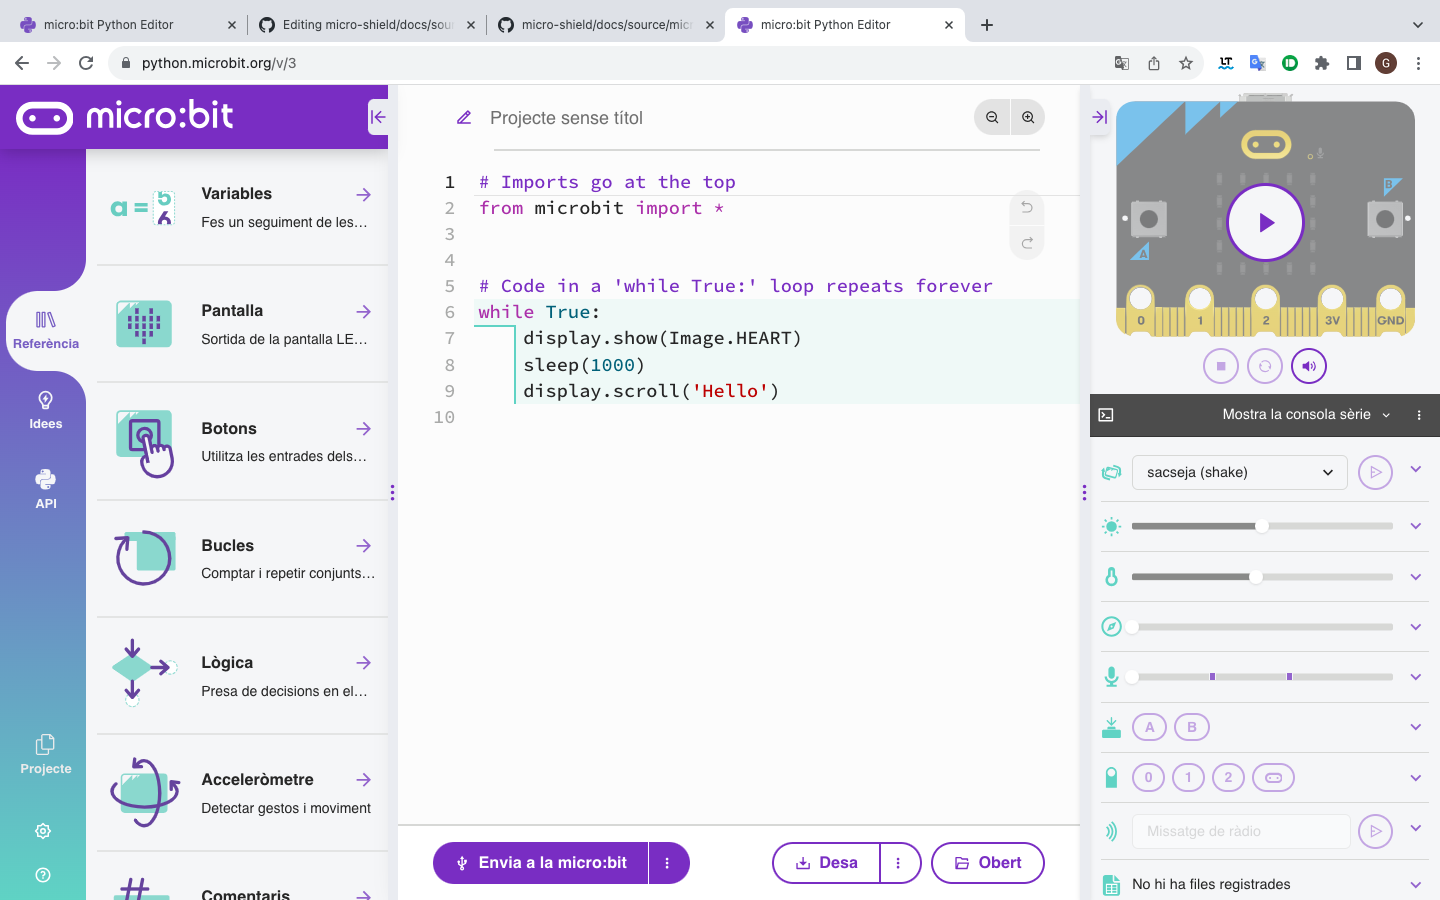 micro:bit Python Editor
Editing micro-shield/docs/sour
micro-shield/docs/source/micr
micro:bit Python Editor
python.microbit.org/v/3
LT
G
micro:bit
Projecte sense títol
Referència
Idees
API
Projecte
Variables
Fes un seguiment de les…
Pantalla
Sortida de la pantalla LE…
Botons
Utilitza les entrades dels…
Bucles
Comptar i repetir conjunts…
Lògica
Presa de decisions en el…
Acceleròmetre
Detectar gestos i moviment
Comentaris
1 # Imports go at the top
2 from microbit import *
3
4
5 # Code in a 'while True:' loop repeats forever
6 while True:
7 display.show(Image.HEART)
8 sleep(1000)
9 display.scroll('Hello')
10
Envia a la micro:bit
Desa
Obert
B
A
0 1 2 3V GND
Mostra la consola sèrie
sacseja (shake)
A B
0 1 2
Missatge de ràdio
No hi ha files registrades